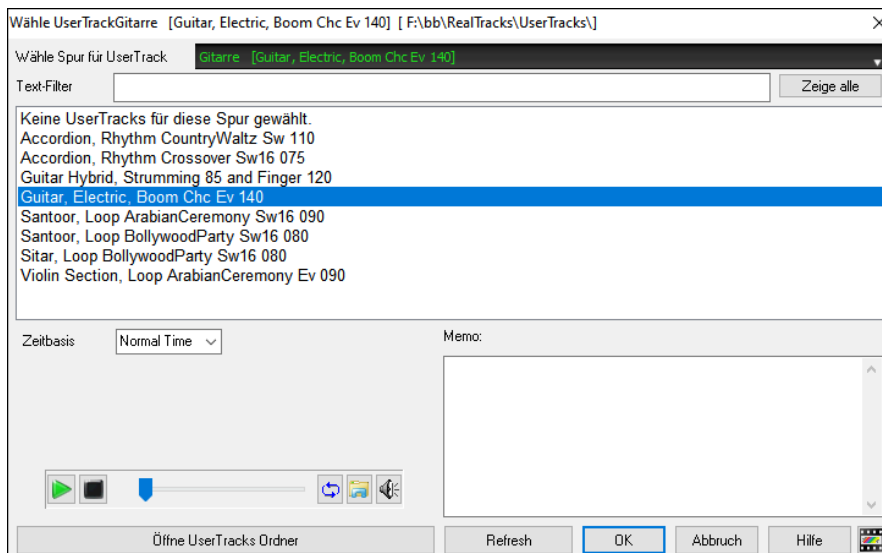 Wähle UserTrackGitarre [Guitar, Electric, Boom Chc Ev 140] [ F:\bb\RealTracks\UserTracks\]
Wähle Spur für UserTrack Gitarre [Guitar, Electric, Boom Chc Ev 140]
Text-Filter Zeige alle
Keine UserTracks für diese Spur gewählt.
Accordion, Rhythm CountryWaltz Sw 110
Accordion, Rhythm Crossover Sw16 075
Guitar Hybrid, Strumming 85 and Finger 120
Guitar, Electric, Boom Chc Ev 140
Santoor, Loop ArabianCeremony Sw16 090
Santoor, Loop BollywoodParty Sw16 080
Sitar, Loop BollywoodParty Sw16 080
Violin Section, Loop ArabianCeremony Ev 090
Zeitbasis Normal Time Memo:
Öffne UserTracks Ordner Refresh OK Abbruch Hilfe